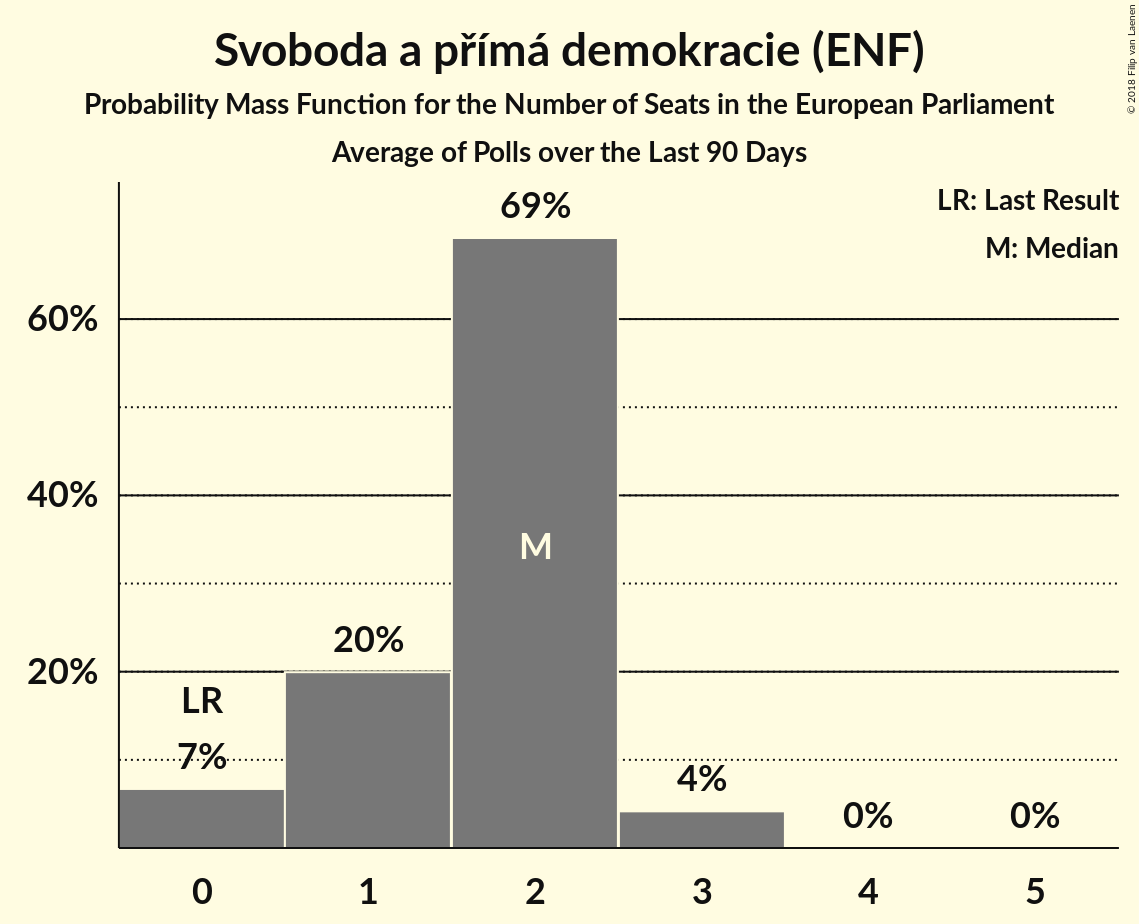 Svoboda a přímá demokracie (ENF)
Probability Mass Function for the Number of Seats in the European Parliament
Average of Polls over the Last 90 Days
© 2018 Filip van Laenen
LR: Last Result
M: Median
69%
60%
40%
M
20%
20%
LR
7%
4%
0%
0%
0 1 2 3 4 5